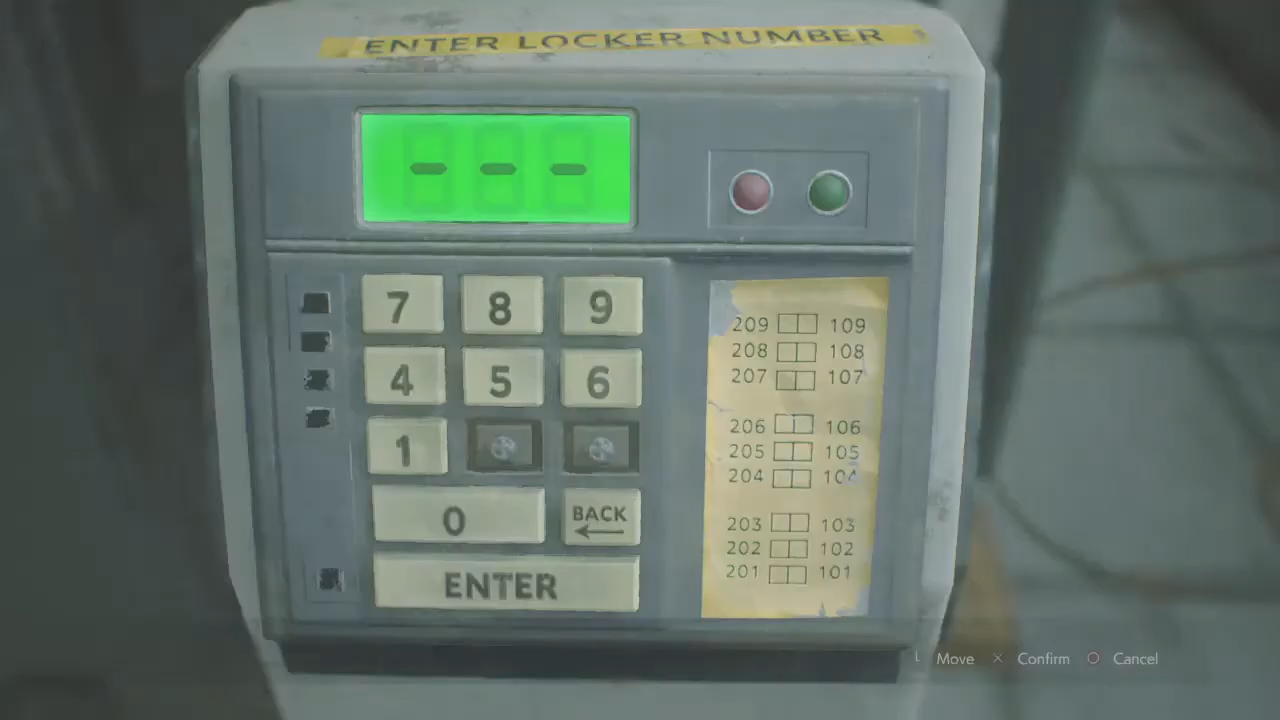 ENTER LOCKER NUMBER
- - -
7 8 9
4 5 6
1
0 BACK
ENTER
209 109
208 108
207 107
206 106
205 105
204 104
203 103
202 102
201 101
L Move × Confirm ○ Cancel